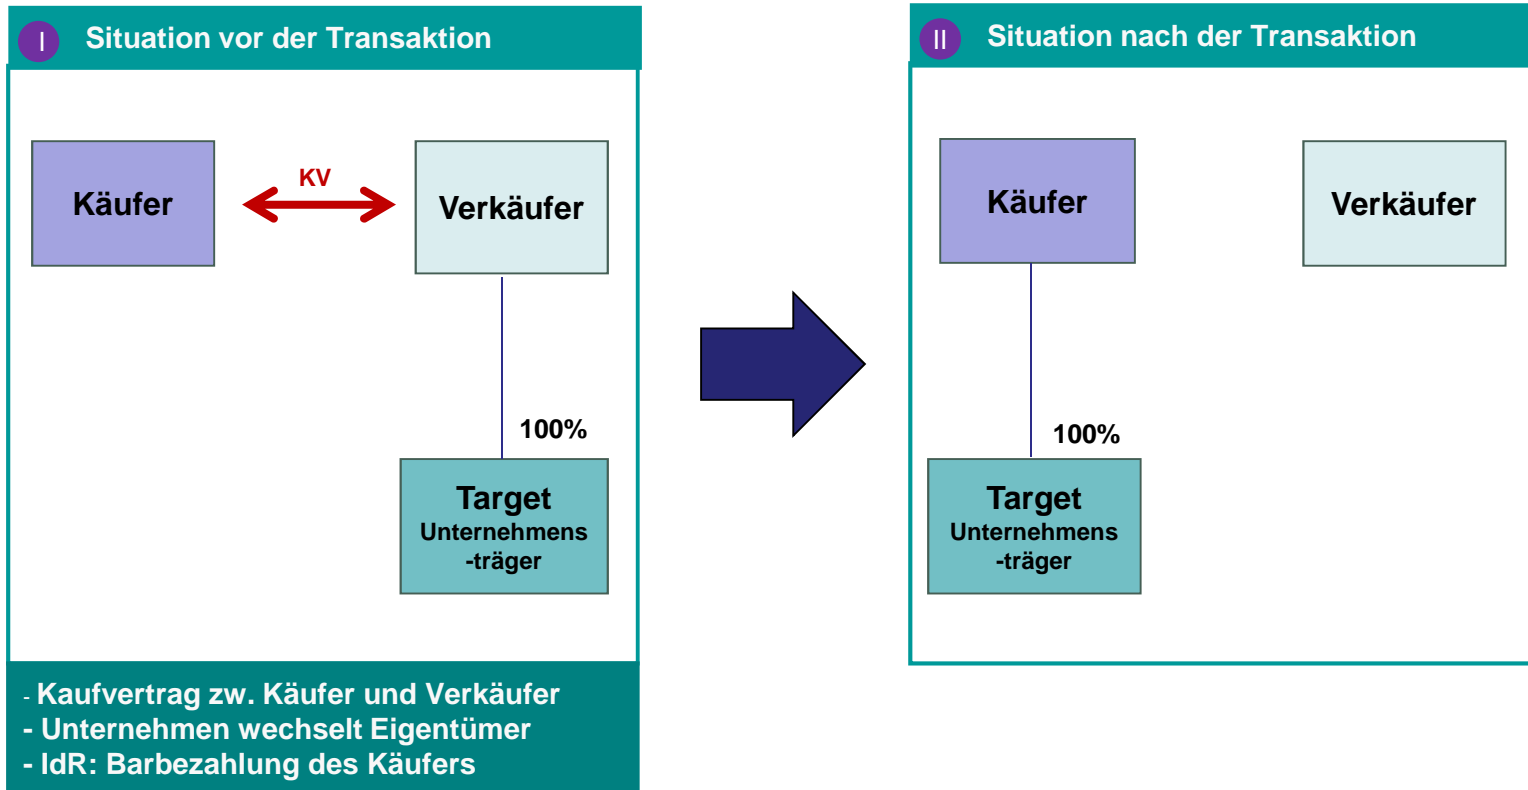 I
Situation vor der Transaktion
Käufer
KV
Verkäufer
100%
Target
Unternehmens
-träger
- Kaufvertrag zw. Käufer und Verkäufer
- Unternehmen wechselt Eigentümer
- IdR: Barbezahlung des Käufers
II
Situation nach der Transaktion
Käufer
Verkäufer
100%
Target
Unternehmens
-träger